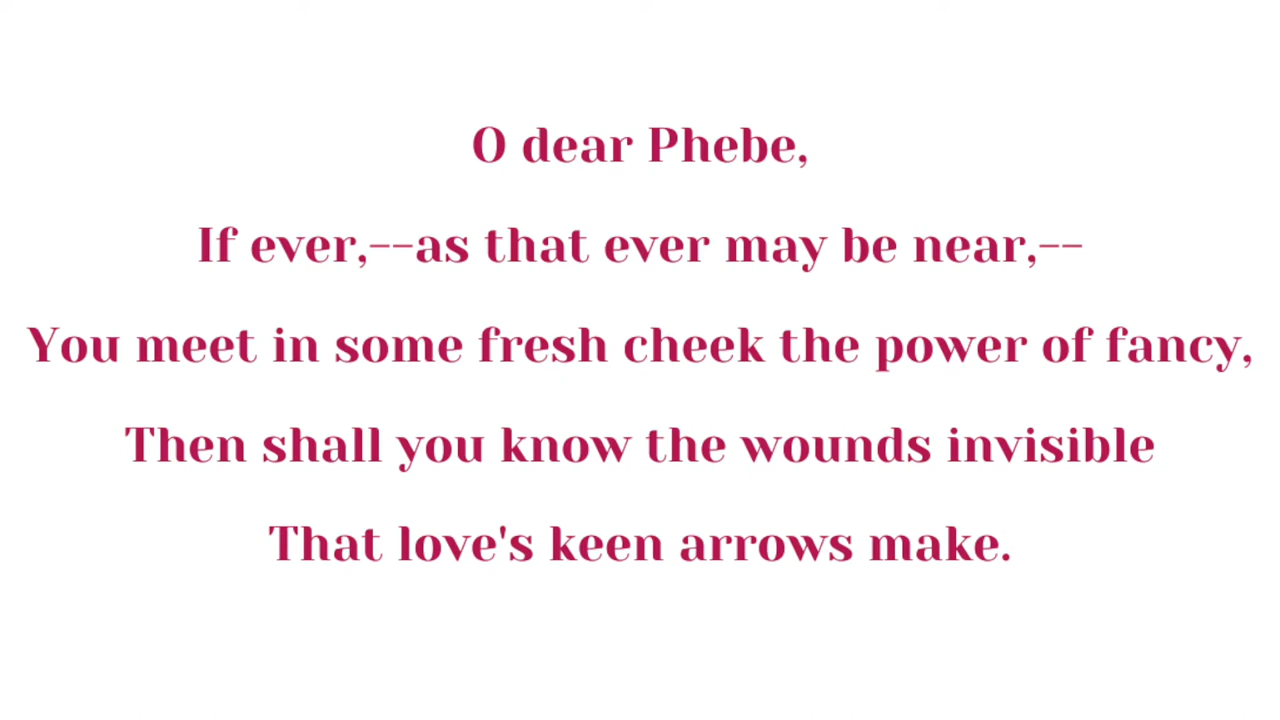 O dear Phebe,
If ever,--as that ever may be near,--
You meet in some fresh cheek the power of fancy,
Then shall you know the wounds invisible
That love's keen arrows make.